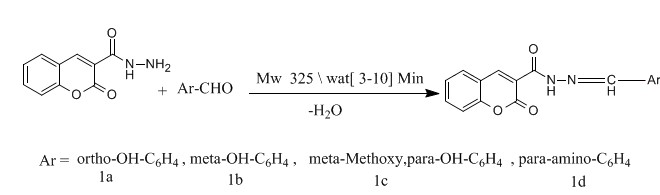 O
N
H
NH2
O
O
+ Ar-CHO
Mw 325 \ wat[ 3-10] Min
-H2O
O
N
H
N
C
H
Ar
O
O
Ar = ortho-OH-C6H4 , meta-OH-C6H4 , meta-Methoxy,para-OH-C6H4 , para-amino-C6H4
1a 1b 1c 1d